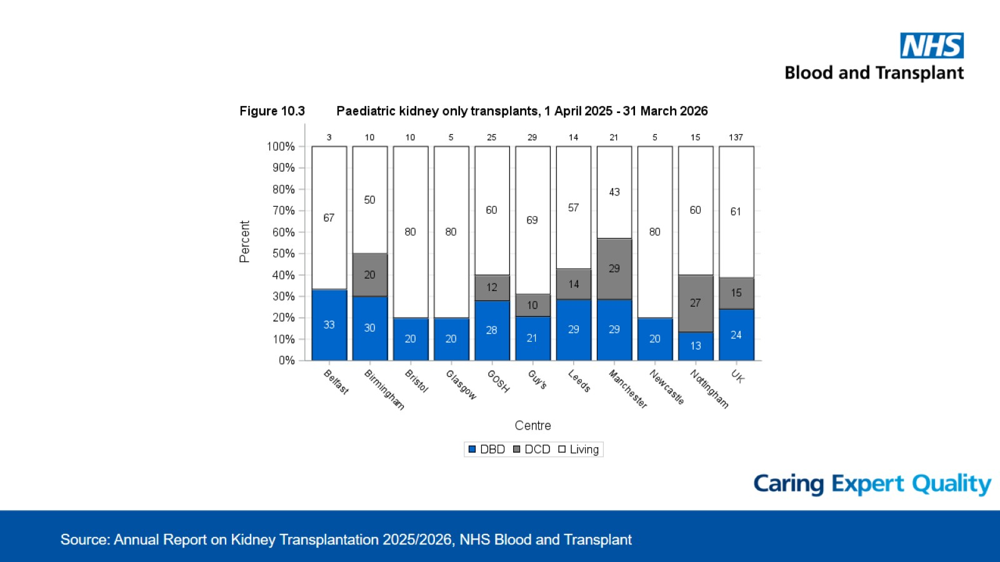 NHS
Blood and Transplant
Figure 10.3 Paediatric kidney only transplants, 1 April 2025 - 31 March 2026
3 10 10 5 25 29 14 21 5 15 137
100%
90%
80%
70%
60%
50%
40%
30%
20%
10%
0%
Percent
67 50 80 80 60 69 57 43 80 60 61
20 12 10 14 29 27 15
33 30 20 20 28 21 29 29 20 13 24
Belfast
Birmingham
Bristol
Glasgow
GOSH
Guy's
Leeds
Manchester
Newcastle
Nottingham
UK
Centre
DBD DCD Living
Caring Expert Quality
Source: Annual Report on Kidney Transplantation 2025/2026, NHS Blood and Transplant